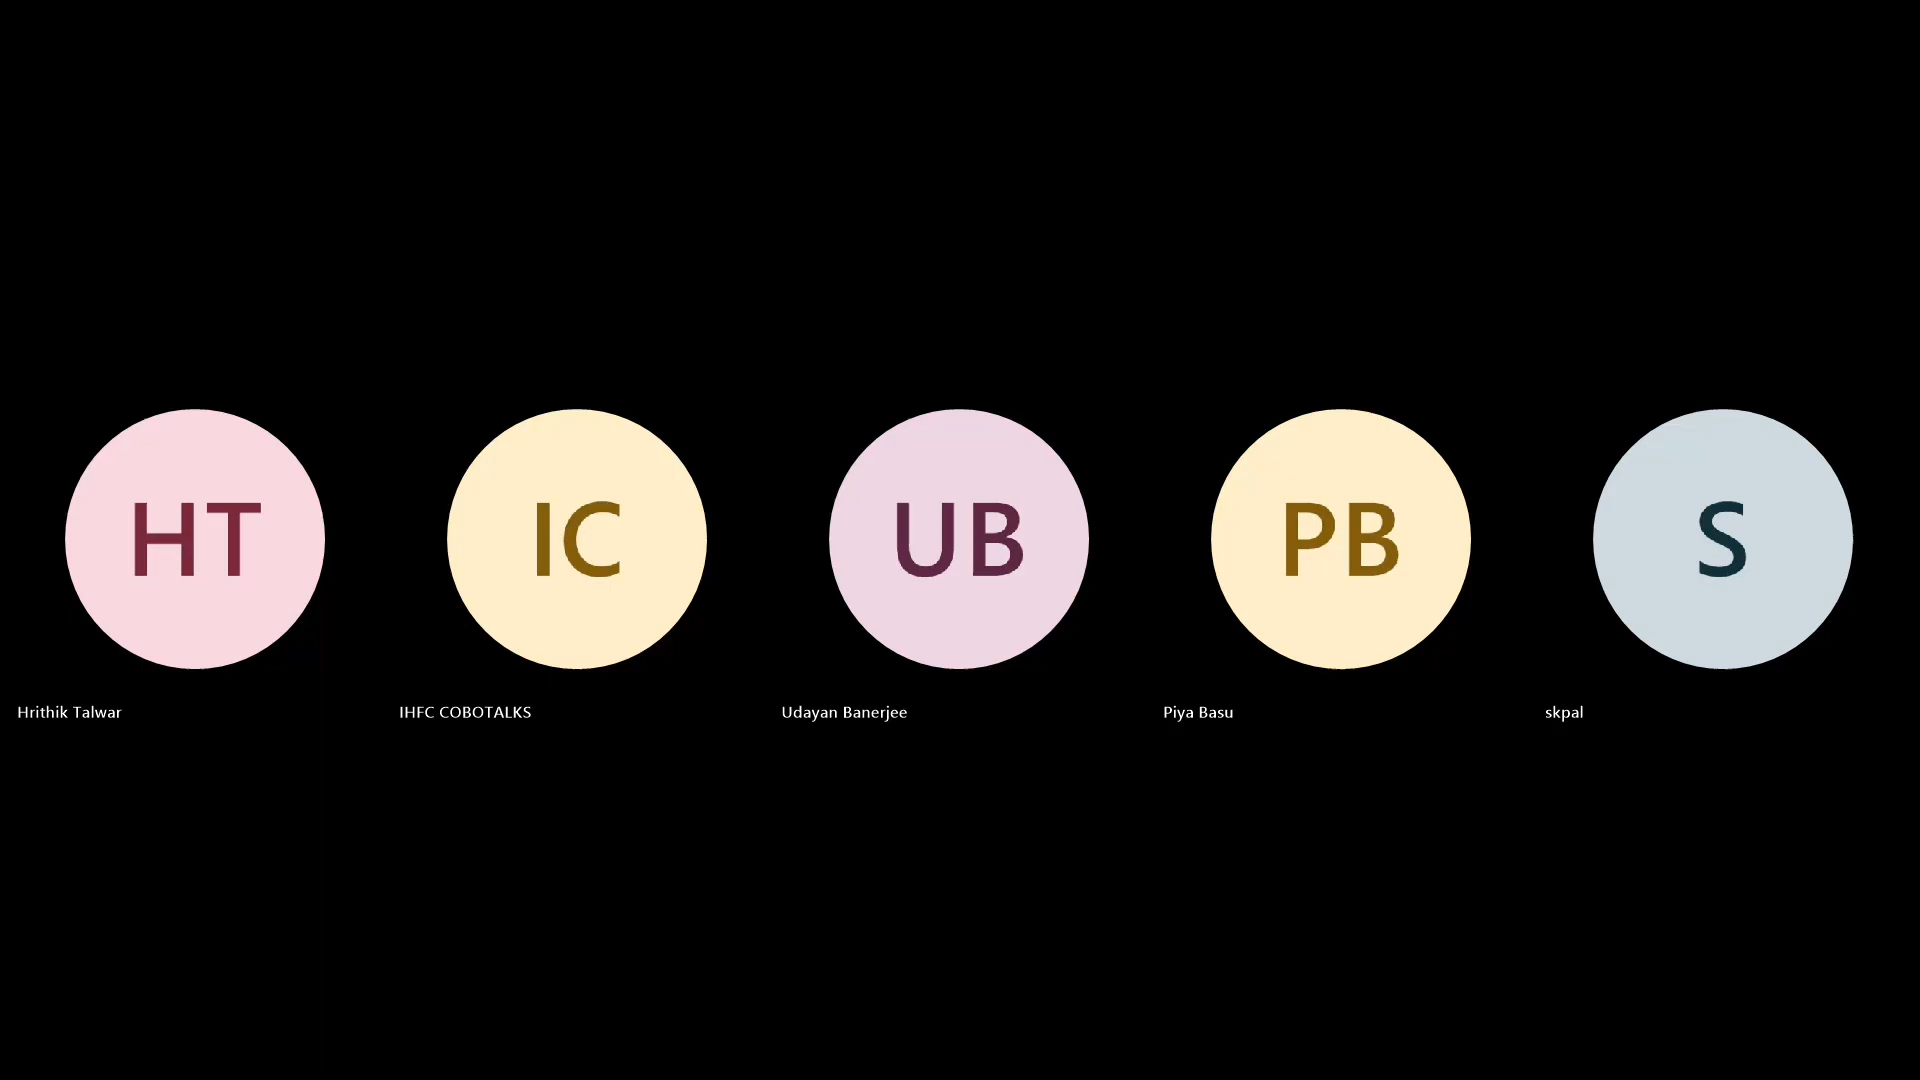 HT
IC
UB
PB
S
Hrithik Talwar
IHFC COBOTALKS
Udayan Banerjee
Piya Basu
skpal